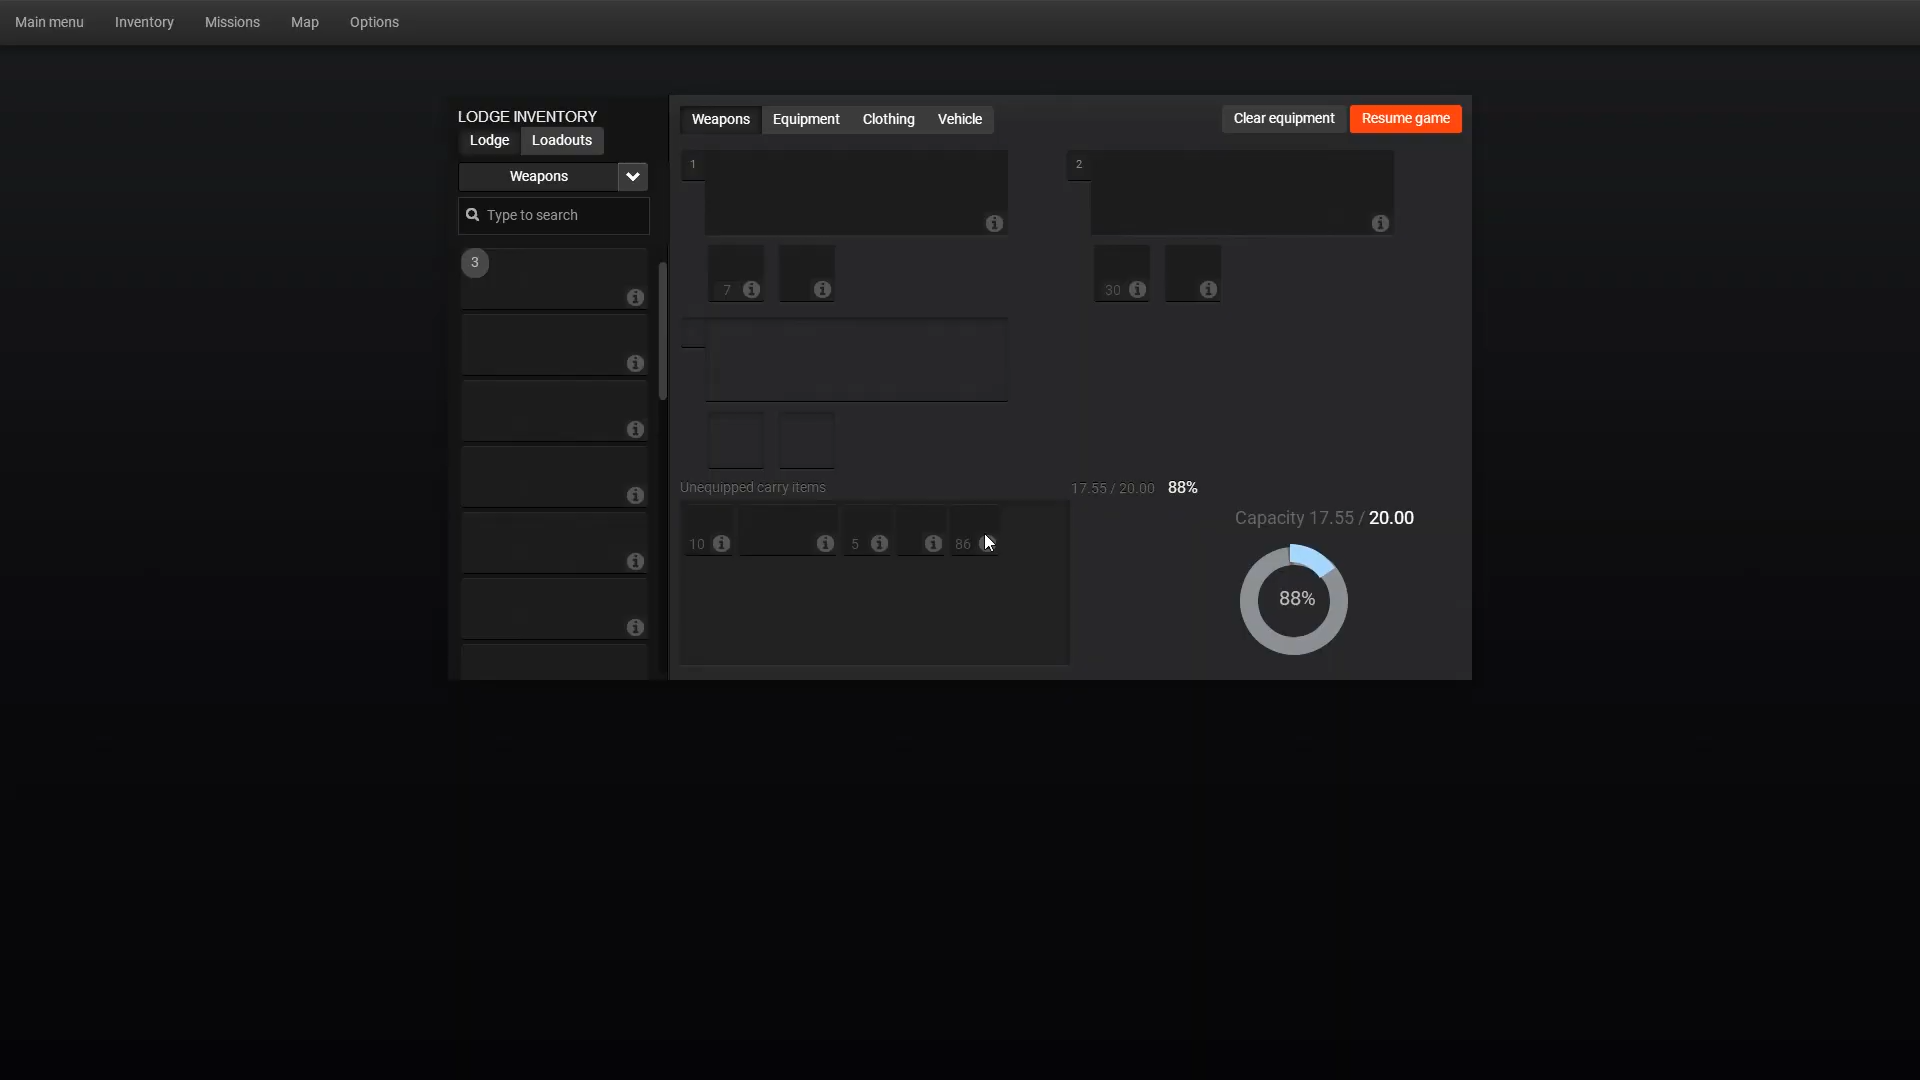 Main menu Inventory Missions Map Options
LODGE INVENTORY
Lodge Loadouts
Weapons
Type to search
3
Weapons Equipment Clothing Vehicle
Clear equipment Resume game
1
2
7
30
Unequipped carry items
17.55 / 20.00 88%
10 5 86
Capacity 17.55 / 20.00
88%